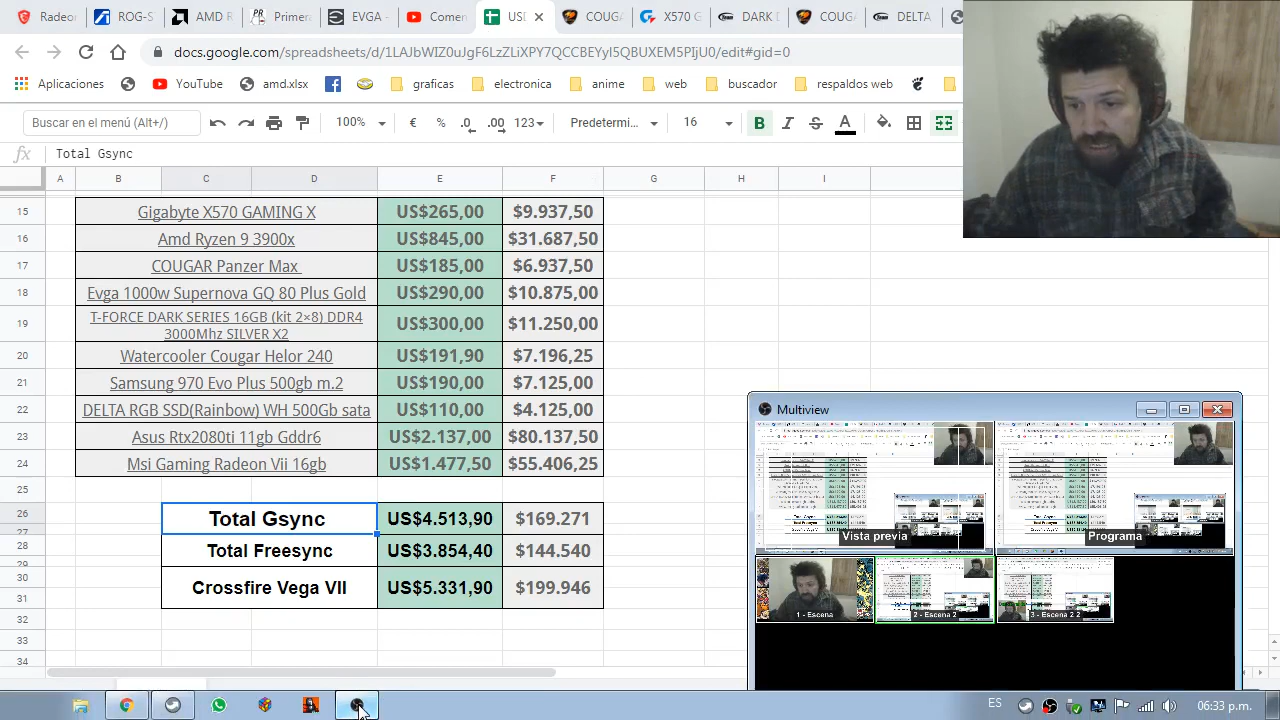 Radeor
ROG-S
AMD
Primer
EVGA -
Comen
USI
COUGA
X570 G
DARK
COUGA
DEL
docs.google.com/spreadsheets/d/1LAJbWIZ0uJgF6LzZLiXPY7QCCBEYyl5QBUXEM5PIjU0/edit#gid=0
Aplicaciones
YouTube
amd.xlsx
graficas
electronica
anime
web
buscador
respaldos web
Buscar en el menú (Alt+/)
100%
€ % .0 .00 123
Predetermi...
16
B I S A
fx Total Gsync
A B C D E F G H I
15 Gigabyte X570 GAMING X US$265,00 $9.937,50
16 Amd Ryzen 9 3900x US$845,00 $31.687,50
17 COUGAR Panzer Max US$185,00 $6.937,50
18 Evga 1000w Supernova GQ 80 Plus Gold US$290,00 $10.875,00
19 T-FORCE DARK SERIES 16GB (kit 2×8) DDR4
3000Mhz SILVER X2 US$300,00 $11.250,00
20 Watercooler Cougar Helor 240 US$191,90 $7.196,25
21 Samsung 970 Evo Plus 500gb m.2 US$190,00 $7.125,00
22 DELTA RGB SSD(Rainbow) WH 500Gb sata US$110,00 $4.125,00
23 Asus Rtx2080ti 11gb Gddr6 US$2.137,00 $80.137,50
24 Msi Gaming Radeon Vii 16gb US$1.477,50 $55.406,25
25
26 Total Gsync US$4.513,90 $169.271
27
28 Total Freesync US$3.854,40 $144.540
29
30 Crossfire Vega VII US$5.331,90 $199.946
31
32
33
34
Multiview
Vista previa
Programa
1 - Escena
2 - Escena 2
3 - Escena 2 2
ES
06:33 p.m.